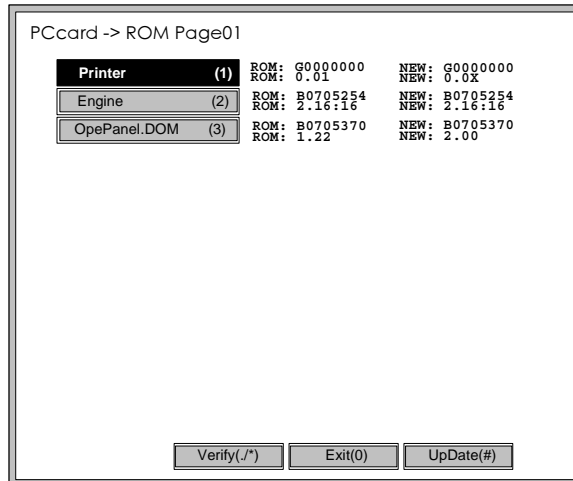 PCcard -> ROM Page01
Printer (1) ROM: G0000000 NEW: G0000000
ROM: 0.01 NEW: 0.0X
Engine (2) ROM: B0705254 NEW: B0705254
ROM: 2.16:16 NEW: 2.16:16
OpePanel.DOM (3) ROM: B0705370 NEW: B0705370
ROM: 1.22 NEW: 2.00
Verify(./*) Exit(0) UpDate(#)